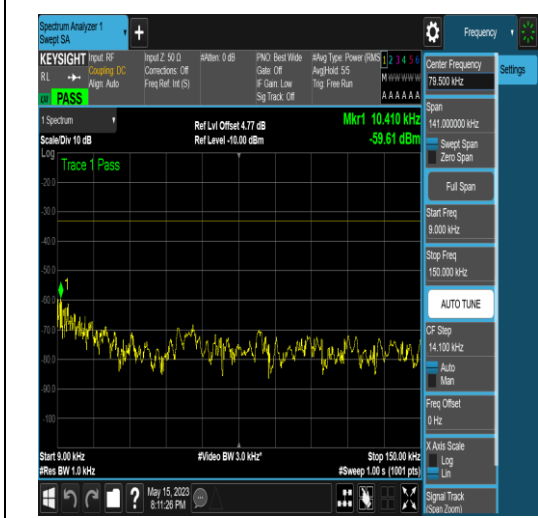 Spectrum Analyzer 1
Swept SA
+
Frequency
KEYSIGHT
RL
Input: RF
Coupling: DC
Align: Auto
Input Z: 50 Ω
Corrections: Off
Freq Ref: Int (S)
#Atten: 0 dB
PNO: Best Wide
Gate: Off
IF Gain: Low
Sig Track: Off
#Avg Type: Power (RMS
Avg|Hold: 5/5
Trig: Free Run
1 2 3 4 5 6
M W W W W W
A A A A A A
PASS
1 Spectrum
Scale/Div 10 dB
Ref Lvl Offset 4.77 dB
Ref Level -10.00 dBm
Mkr1 10.410 kHz
-59.61 dBm
Log
Trace 1 Pass
-20.0
-30.0
-40.0
-50.0
-60.0
-70.0
-80.0
-90.0
-100
1
Start 9.00 kHz
#Res BW 1.0 kHz
#Video BW 3.0 kHz*
Stop 150.00 kHz
#Sweep 1.00 s (1001 pts)
?
May 15, 2023
8:11:26 PM
Center Frequency
79.500 kHz
Settings
Span
141.000000 kHz
Swept Span
Zero Span
Full Span
Start Freq
9.000 kHz
Stop Freq
150.000 kHz
AUTO TUNE
CF Step
14.100 kHz
Auto
Man
Freq Offset
0 Hz
X Axis Scale
Log
Lin
Signal Track
(Span Zoom)